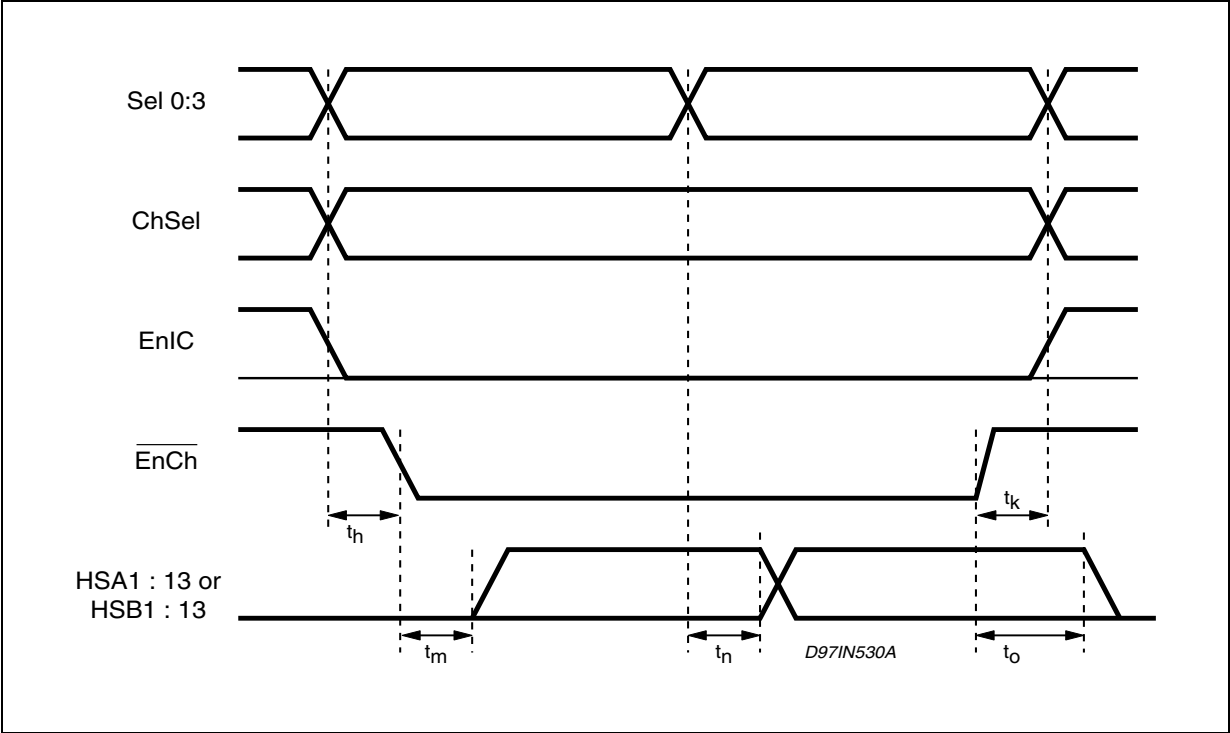 Sel 0:3
ChSel
EnIC
EnCh
th
tk
HSA1 : 13 or
HSB1 : 13
tm
tn
D97IN530A
to